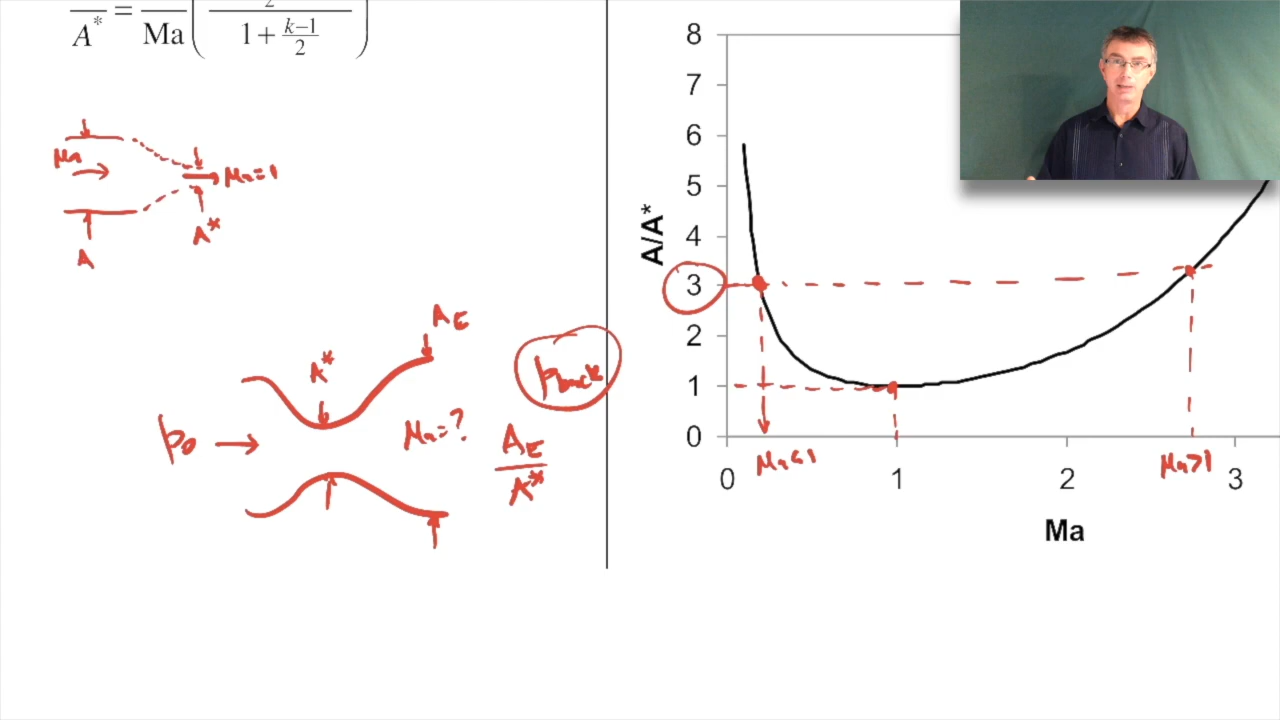 A* = Ma ( 2
1 + k-1
2 )
Ma
Ma=1
A*
A
A_E
A*
P_back
P_0
Ma=?
A_E
A*
8
7
6
5
4
3
2
1
0
A/A*
Ma<1
Ma>1
0 1 2 3
Ma